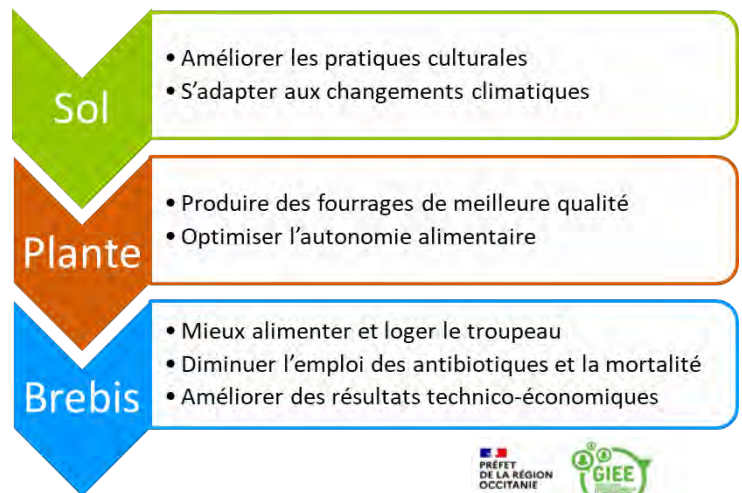 Sol
• Améliorer les pratiques culturales
• S'adapter aux changements climatiques
Plante
• Produire des fourrages de meilleure qualité
• Optimiser l'autonomie alimentaire
Brebis
• Mieux alimenter et loger le troupeau
• Diminuer l'emploi des antibiotiques et la mortalité
• Améliorer des résultats technico-économiques
PRÉFET
DE LA RÉGION
OCCITANIE
GIEE